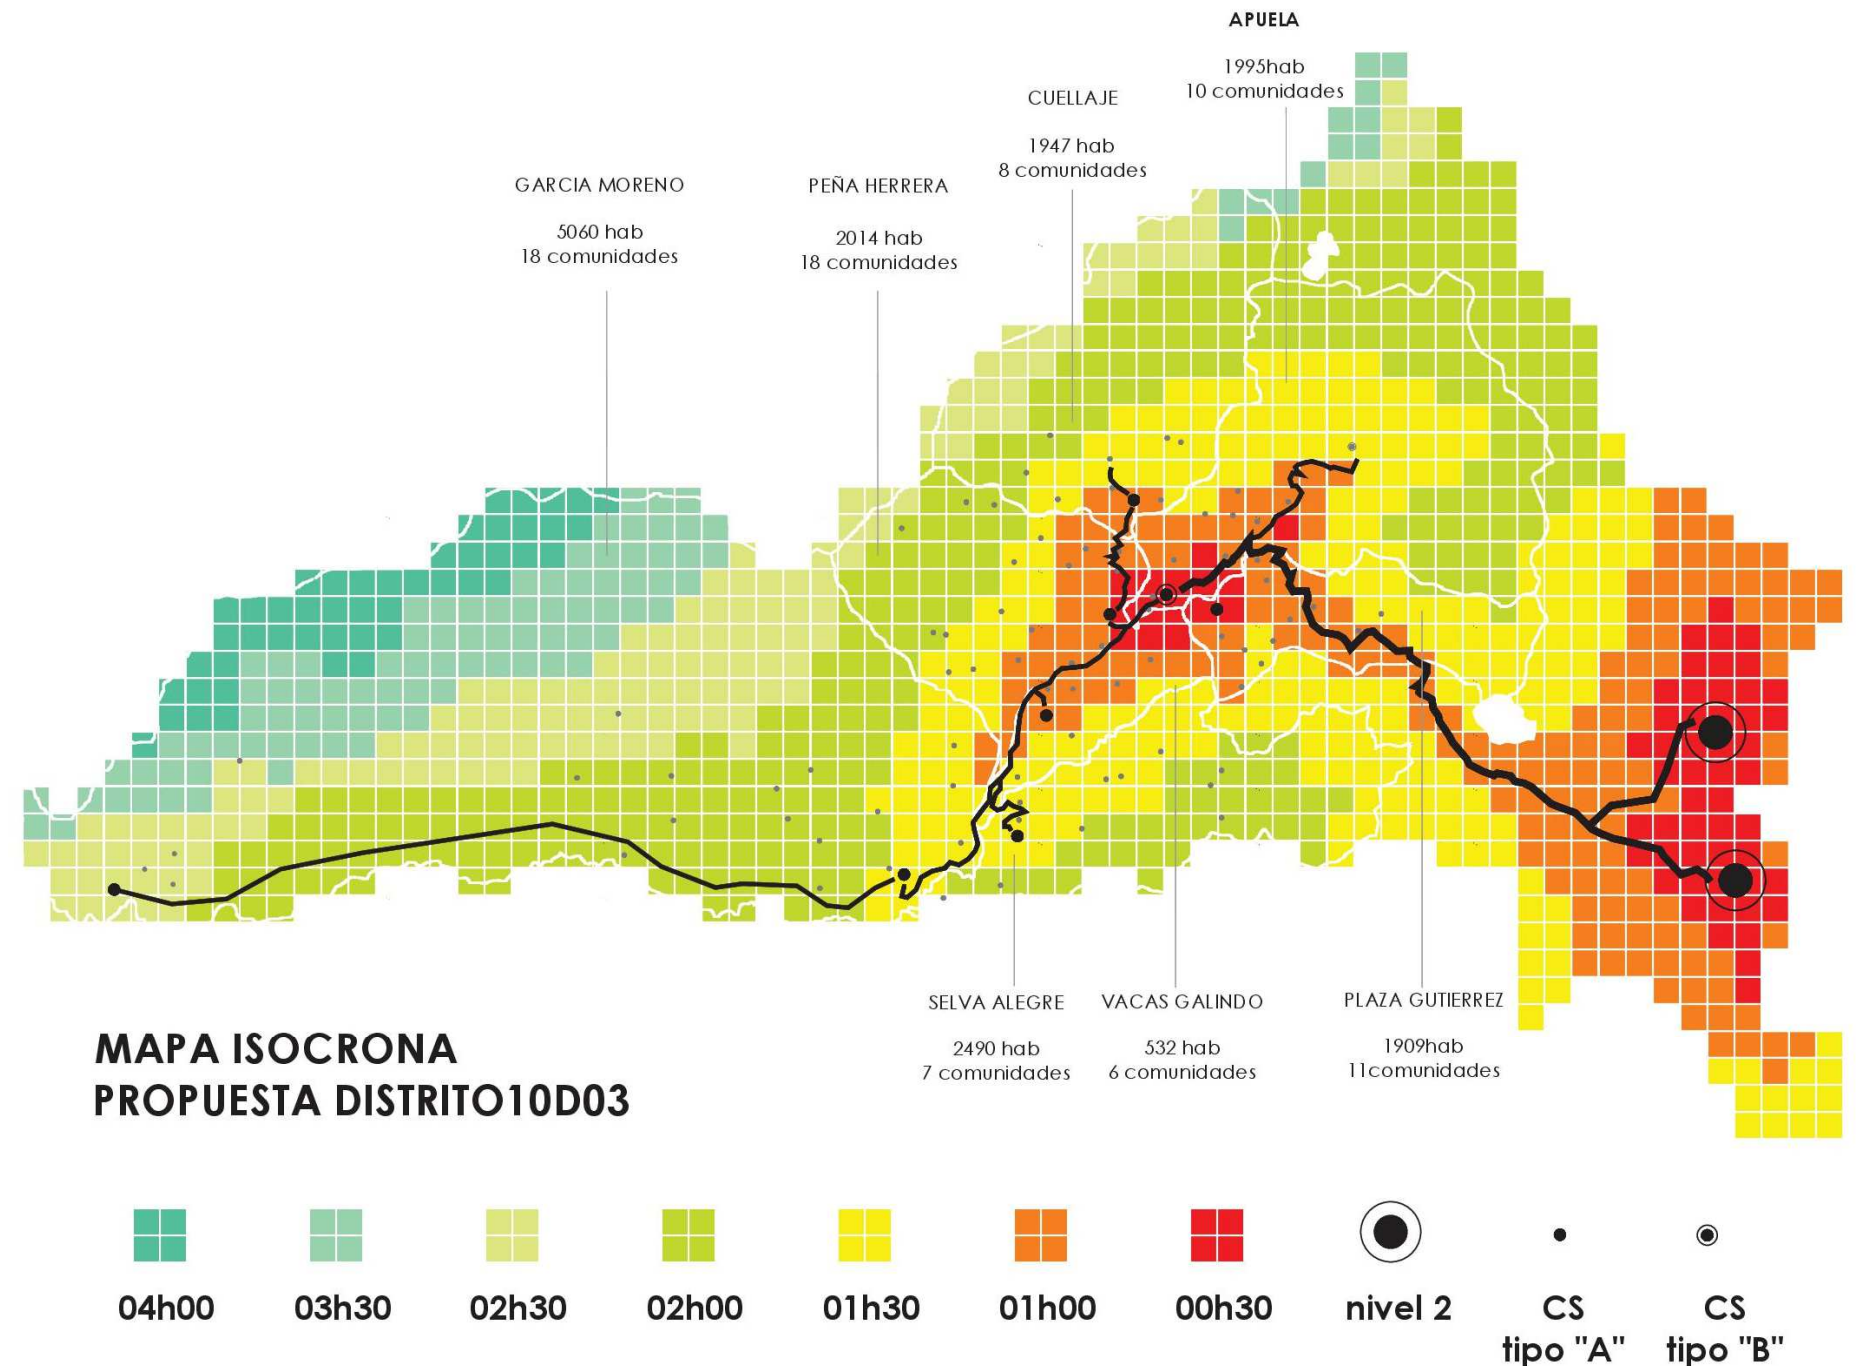 APUELA
1995hab
10 comunidades
CUELLAJE
1947 hab
8 comunidades
GARCIA MORENO
5060 hab
18 comunidades
PEÑA HERRERA
2014 hab
18 comunidades
SELVA ALEGRE
2490 hab
7 comunidades
VACAS GALINDO
532 hab
6 comunidades
PLAZA GUTIERREZ
1909hab
11comunidades
MAPA ISOCRONA
PROPUESTA DISTRITO10D03
04h00
03h30
02h30
02h00
01h30
01h00
00h30
nivel 2
CS
tipo "A"
CS
tipo "B"